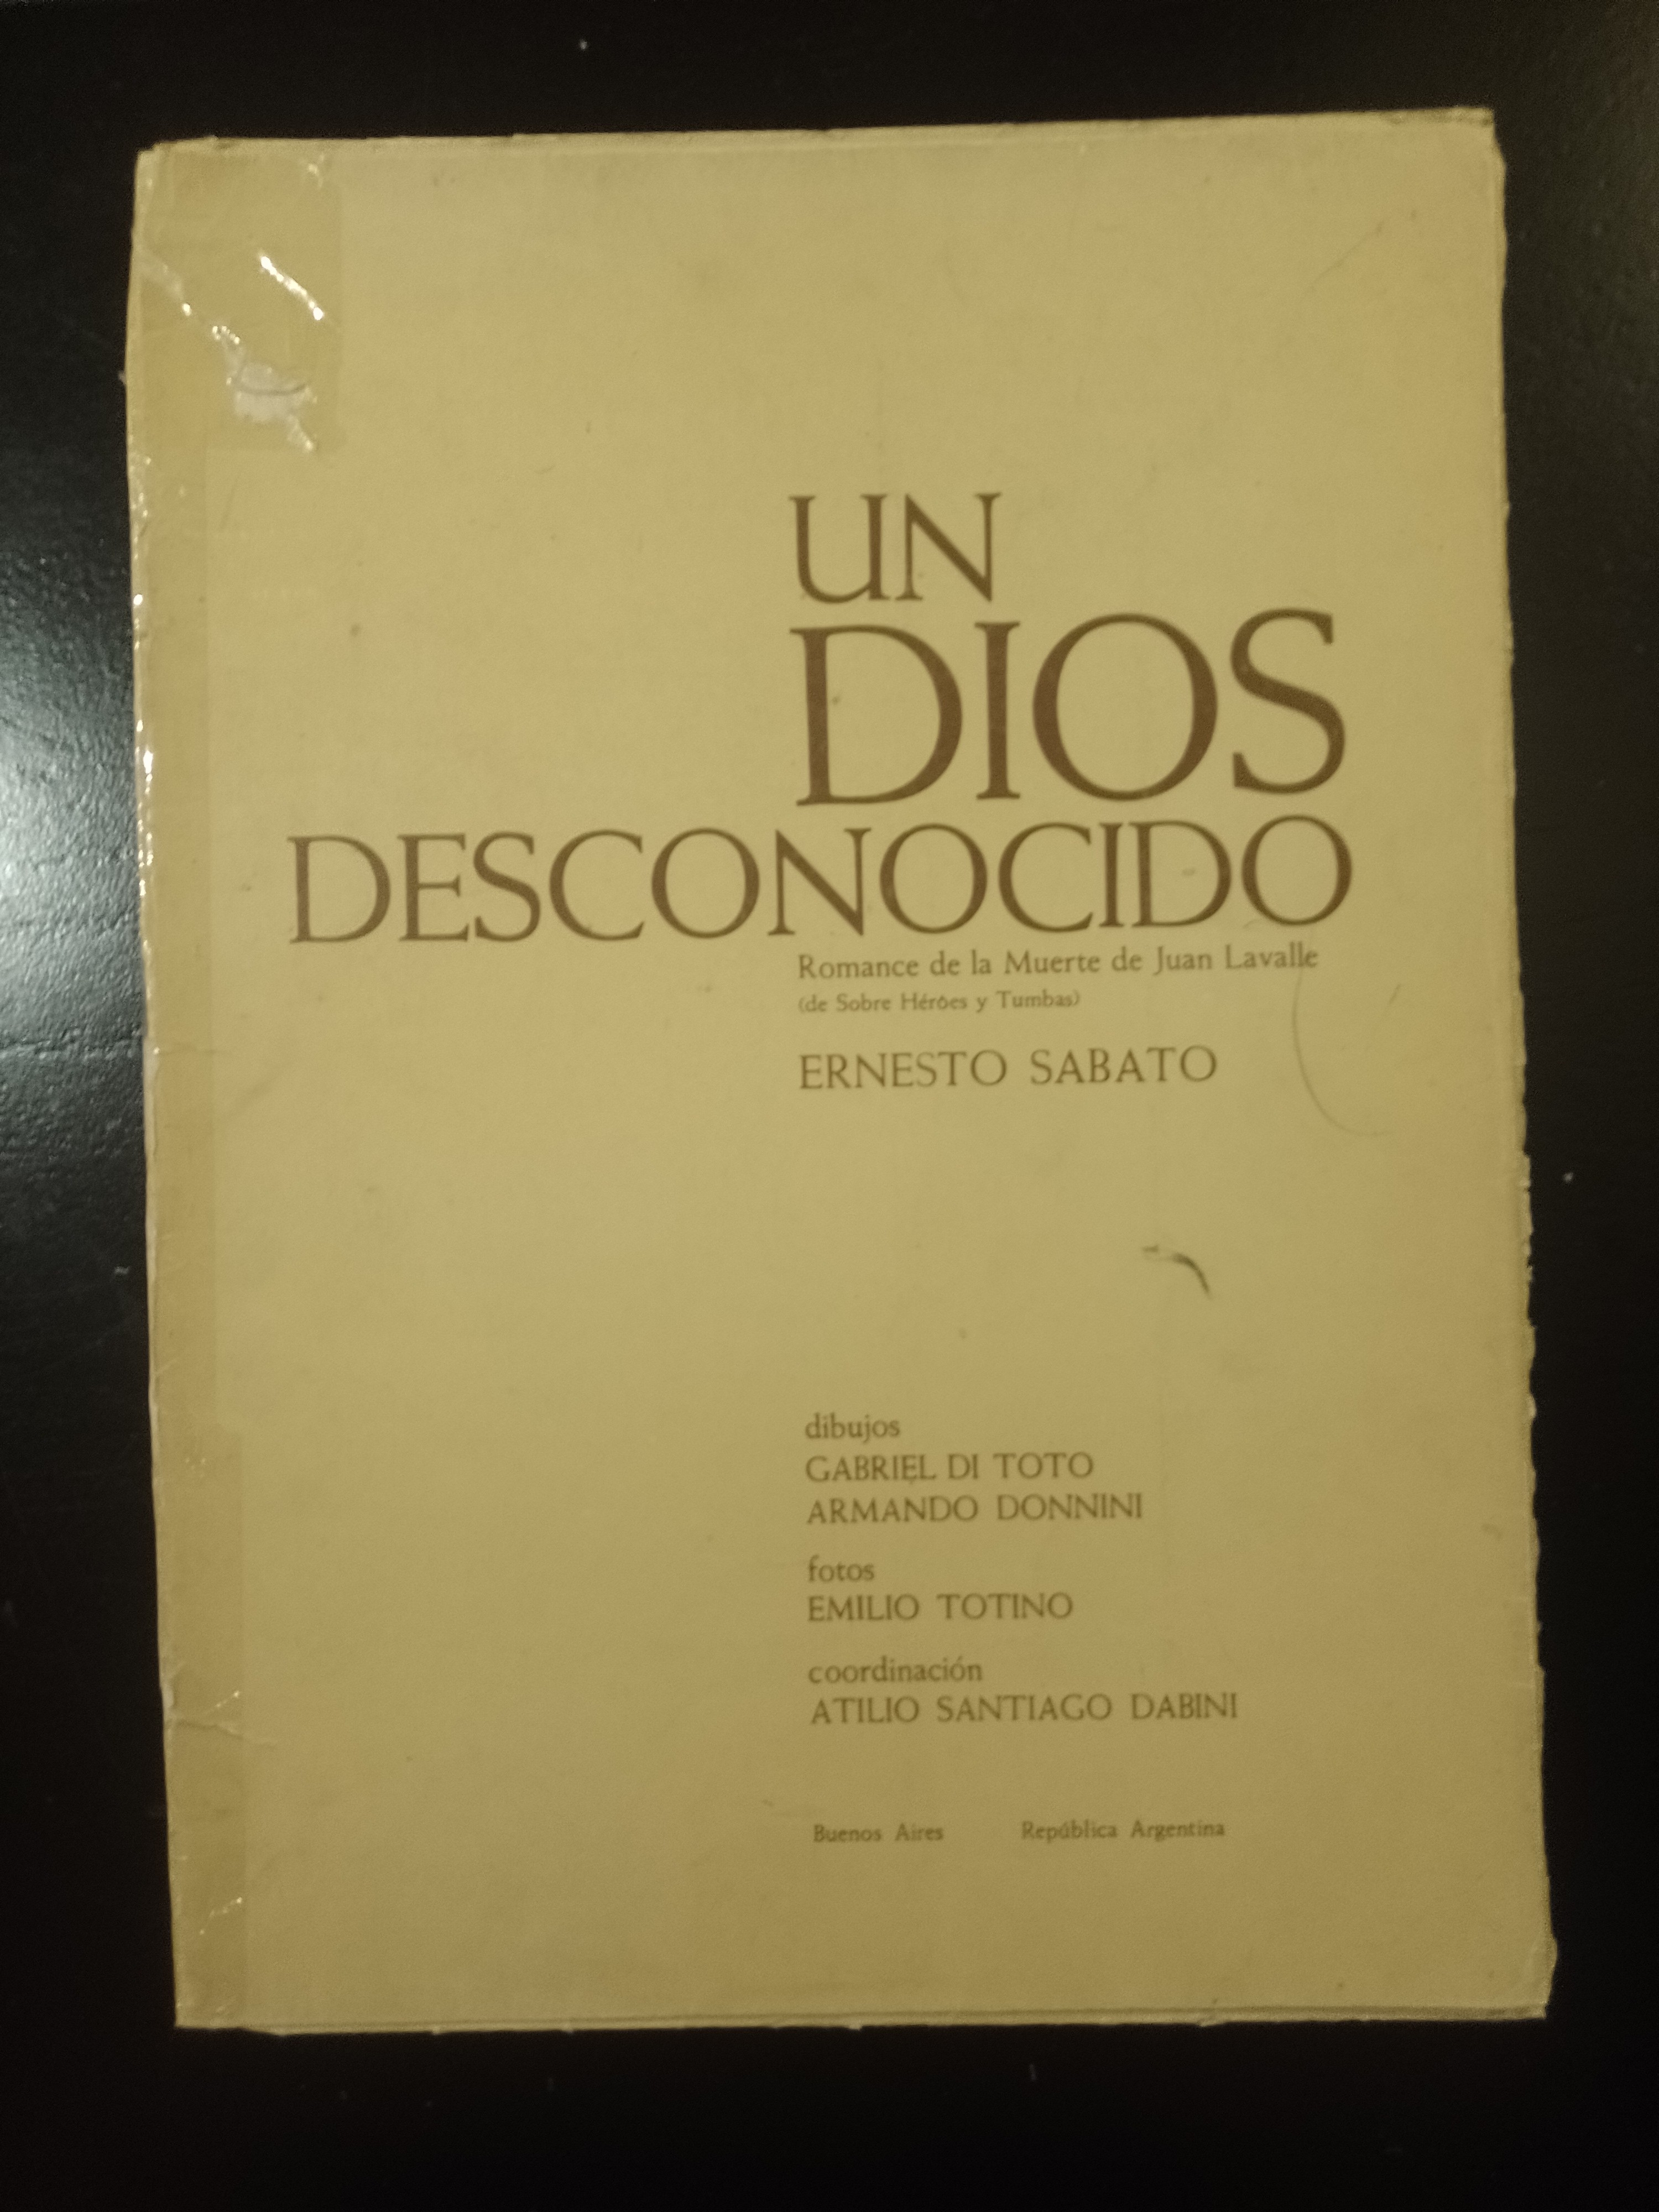 UN
DIOS
DESCONOCIDO
Romance de la Muerte de Juan Lavalle
(de Sobre Héroes y Tumbas)
ERNESTO SABATO
dibujos
GABRIEL DI TOTO
ARMANDO DONNINI
fotos
EMILIO TOTINO
coordinación
ATILIO SANTIAGO DABINI
Buenos Aires República Argentina